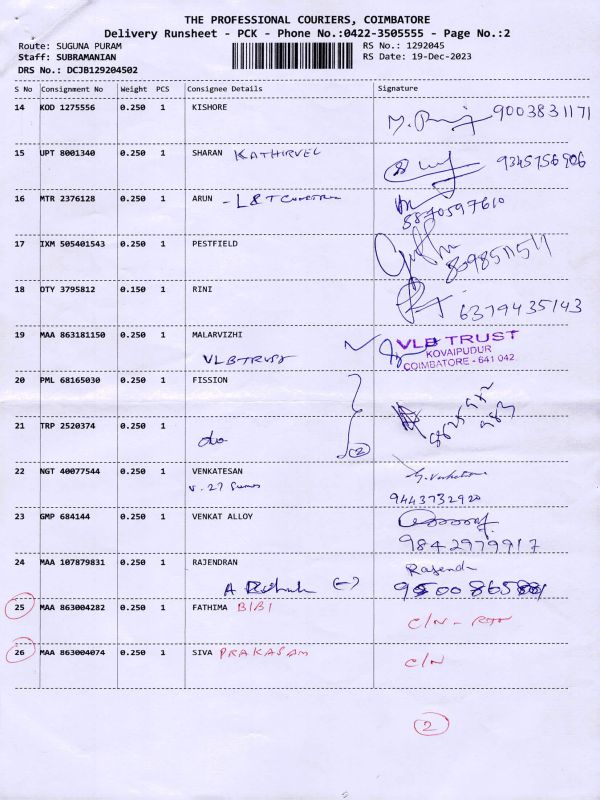 THE PROFESSIONAL COURIERS, COIMBATORE
Delivery Runsheet - PCK - Phone No.:0422-3505555 - Page No.:2
Route: SUGUNA PURAM RS No.: 1292045
Staff: SUBRAMANIAN RS Date: 19-Dec-2023
DRS No.: DCJB129204502
S No Consignment No Weight PCS Consignee Details Signature
14 KOD 1275556 0.250 1 KISHORE 9003831171
15 UPT 8001340 0.250 1 SHARAN KATHIRVEL 9345756906
16 MTR 2376128 0.250 1 ARUN - L&T
8870597610
17 IXM 505401543 0.250 1 PESTFIELD
18 OTY 3795812 0.150 1 RINI 6379435143
19 MAA 863181150 0.250 1 MALARVIZHI VLB TRUST
VLB TRUST KOVAIPUDUR
COIMBATORE - 641 042.
20 PML 68165030 0.250 1 FISSION
21 TRP 2520374 0.250 1
do (2)
22 NGT 40077544 0.250 1 VENKATESAN
V. 27
9443732920
23 GMP 684144 0.250 1 VENKAT ALLOY
9842979917
24 MAA 107879831 0.250 1 RAJENDRAN
A
25 MAA 863004282 0.250 1 FATHIMA BIBI C/N -
26 MAA 863004074 0.250 1 SIVA PRAKASAM C/N
2